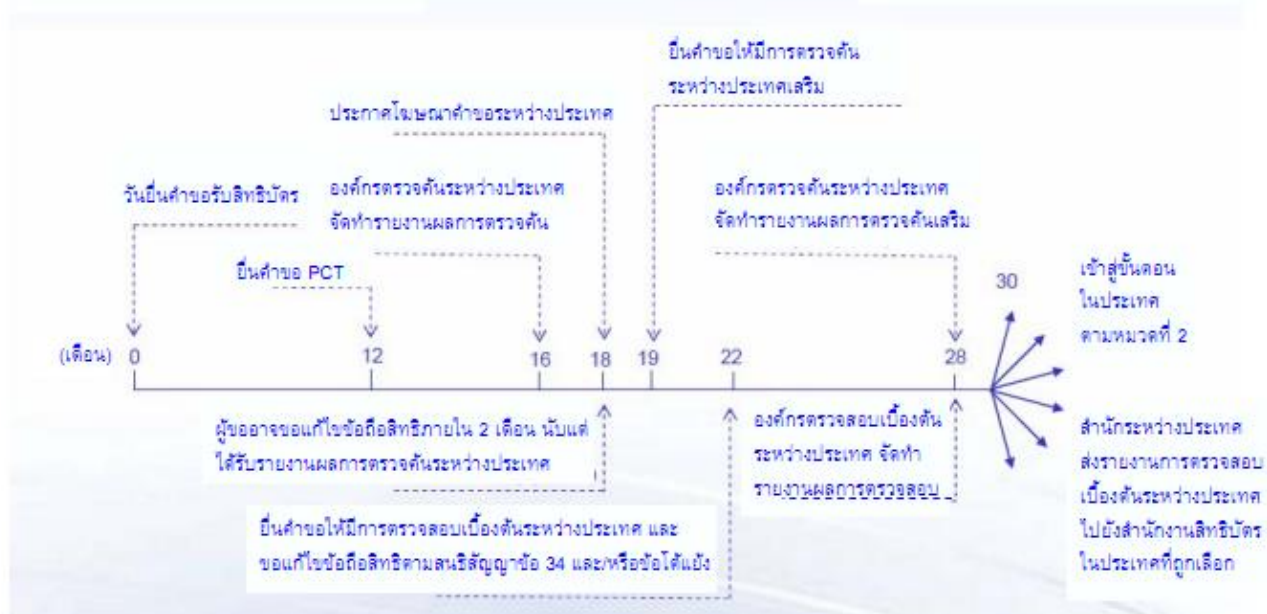 ยื่นคำขอให้มีการตรวจค้น
ระหว่างประเทศเสริม
ประกาศโฆษณาคำขอระหว่างประเทศ
วันยื่นคำขอรับสิทธิบัตร
องค์กรตรวจค้นระหว่างประเทศ
จัดทำรายงานผลการตรวจค้น
องค์กรตรวจค้นระหว่างประเทศ
จัดทำรายงานผลการตรวจค้นเสริม
ยื่นคำขอ PCT
30
เข้าสู่ขั้นตอน
ในประเทศ
ตามหมวดที่ 2
(เดือน) 0 12 16 18 19 22 28
ผู้ขออาจขอแก้ไขข้อถือสิทธิภายใน 2 เดือน นับแต่
ได้รับรายงานผลการตรวจค้นระหว่างประเทศ
องค์กรตรวจสอบเบื้องต้น
ระหว่างประเทศ จัดทำ
รายงานผลการตรวจสอบ
สำนักระหว่างประเทศ
ส่งรายงานการตรวจสอบ
เบื้องต้นระหว่างประเทศ
ไปยังสำนักงานสิทธิบัตร
ในประเทศที่ถูกเลือก
ยื่นคำขอให้มีการตรวจสอบเบื้องต้นระหว่างประเทศ และ
ขอแก้ไขข้อถือสิทธิตามสนธิสัญญาข้อ 34 และ/หรือข้อโต้แย้ง